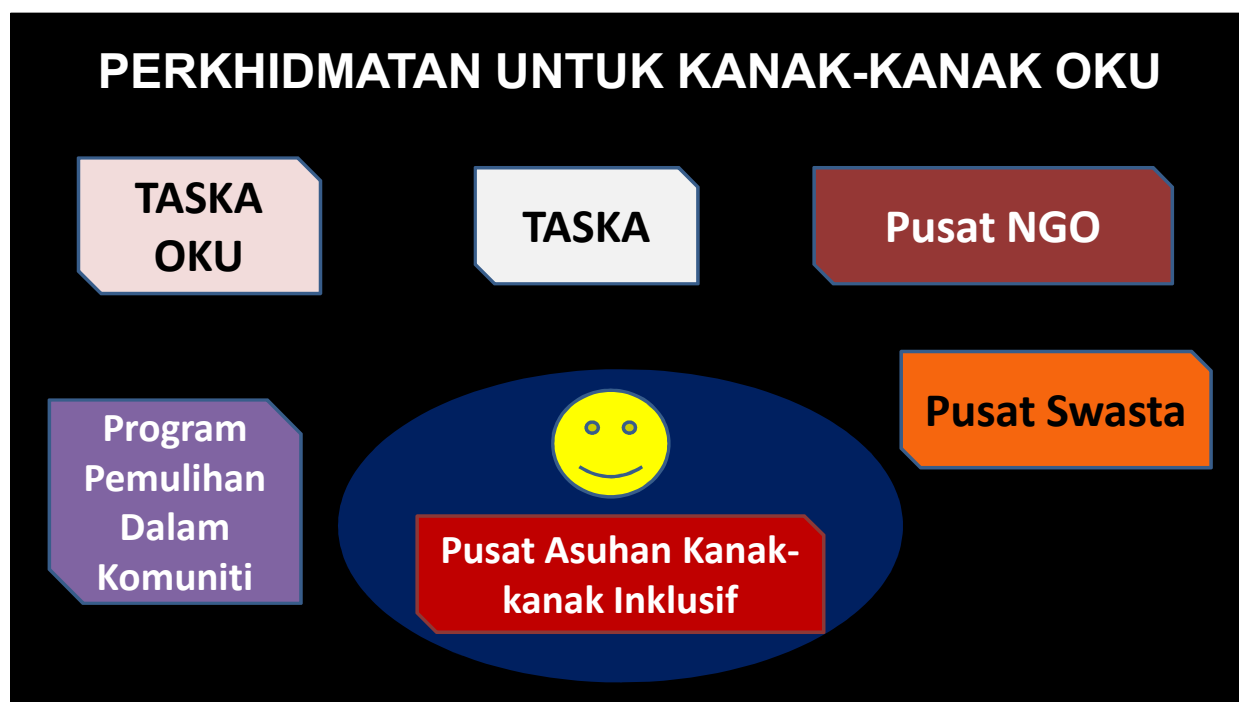 PERKHIDMATAN UNTUK KANAK-KANAK OKU
TASKA
OKU
TASKA
Pusat NGO
Pusat Swasta
Program
Pemulihan
Dalam
Komuniti
Pusat Asuhan Kanak-
kanak Inklusif